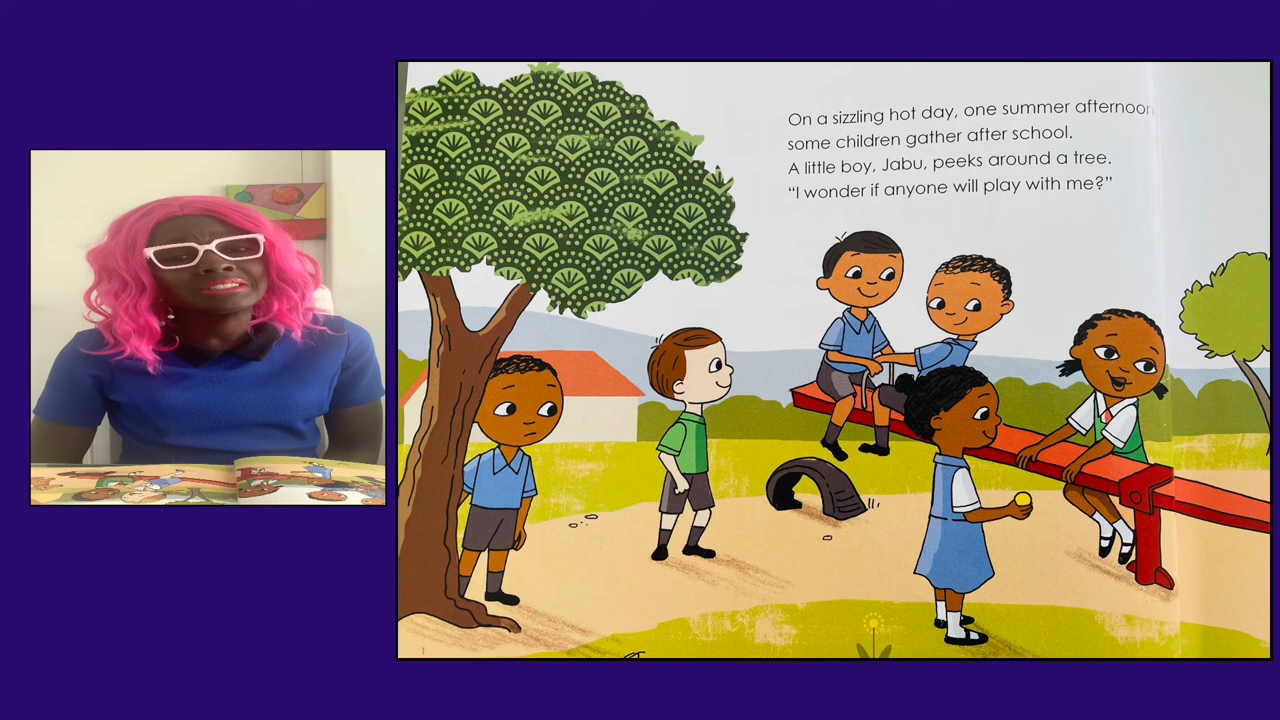 On a sizzling hot day, one summer afternoon
some children gather after school.
A little boy, Jabu, peeks around a tree.
“I wonder if anyone will play with me?”
1